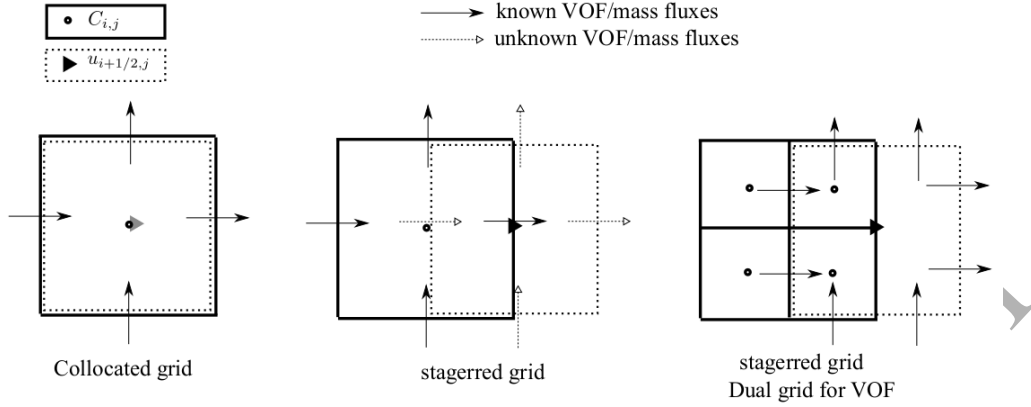 C_{i,j}
u_{i+1/2,j}
known VOF/mass fluxes
unknown VOF/mass fluxes
Collocated grid
stagerred grid
stagerred grid
Dual grid for VOF